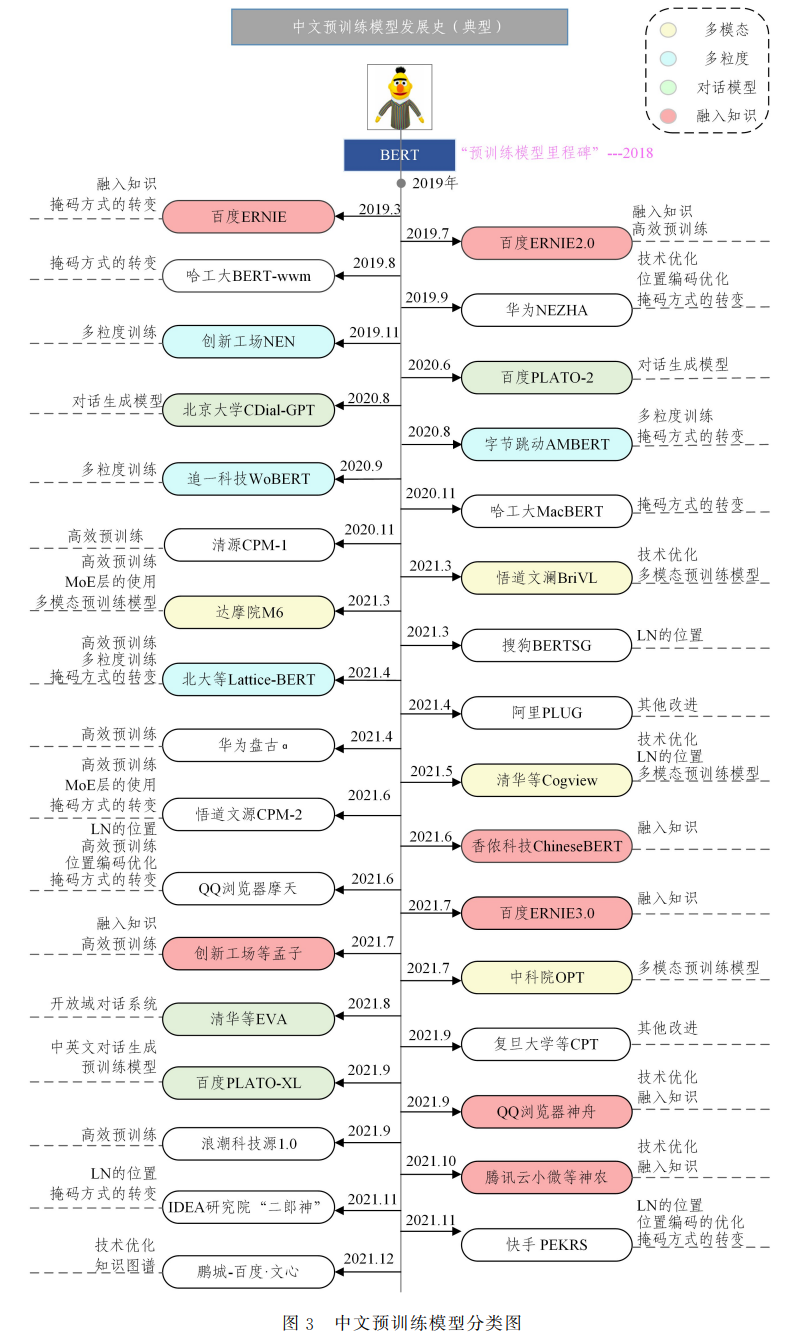 中文预训练模型发展史（典型）
多模态
多粒度
对话模型
融入知识
BERT
“预训练模型里程碑”---2018
2019年
融入知识
掩码方式的转变
百度ERNIE
2019.3
2019.7
百度ERNIE2.0
融入知识
高效预训练
掩码方式的转变
哈工大BERT-wwm
2019.8
2019.9
华为NEZHA
技术优化
位置编码优化
掩码方式的转变
多粒度训练
创新工场NEN
2019.11
2020.6
百度PLATO-2
对话生成模型
对话生成模型
北京大学CDial-GPT
2020.8
2020.8
字节跳动AMBERT
多粒度训练
掩码方式的转变
多粒度训练
追一科技WoBERT
2020.9
2020.11
哈工大MacBERT
掩码方式的转变
高效预训练
清源CPM-1
2020.11
2021.3
悟道文澜BriVL
技术优化
多模态预训练模型
高效预训练
MoE层的使用
多模态预训练模型
达摩院M6
2021.3
2021.3
搜狗BERTSG
LN的位置
高效预训练
多粒度训练
掩码方式的转变
北大等Lattice-BERT
2021.4
2021.4
阿里PLUG
其他改进
高效预训练
华为盘古α
2021.4
2021.5
清华等Cogview
技术优化
LN的位置
多模态预训练模型
高效预训练
MoE层的使用
掩码方式的转变
悟道文源CPM-2
2021.6
2021.6
香侬科技ChineseBERT
融入知识
LN的位置
高效预训练
位置编码优化
掩码方式的转变
QQ浏览器摩天
2021.6
2021.7
百度ERNIE3.0
融入知识
融入知识
高效预训练
创新工场等孟子
2021.7
2021.7
中科院OPT
多模态预训练模型
开放域对话系统
清华等EVA
2021.8
2021.9
复旦大学等CPT
其他改进
中英文对话生成
预训练模型
百度PLATO-XL
2021.9
2021.9
QQ浏览器神舟
技术优化
融入知识
高效预训练
浪潮科技源1.0
2021.9
2021.10
腾讯云小微等神农
技术优化
融入知识
LN的位置
掩码方式的转变
IDEA研究院“二郎神”
2021.11
2021.11
快手 PEKRS
LN的位置
位置编码的优化
掩码方式的转变
技术优化
知识图谱
鹏城-百度·文心
2021.12
图 3 中文预训练模型分类图